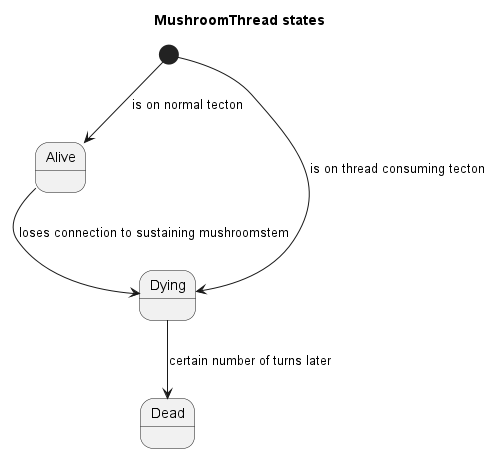 MushroomThread states
is on normal tecton
Alive
is on thread consuming tecton
loses connection to sustaining mushroomstem
Dying
certain number of turns later
Dead